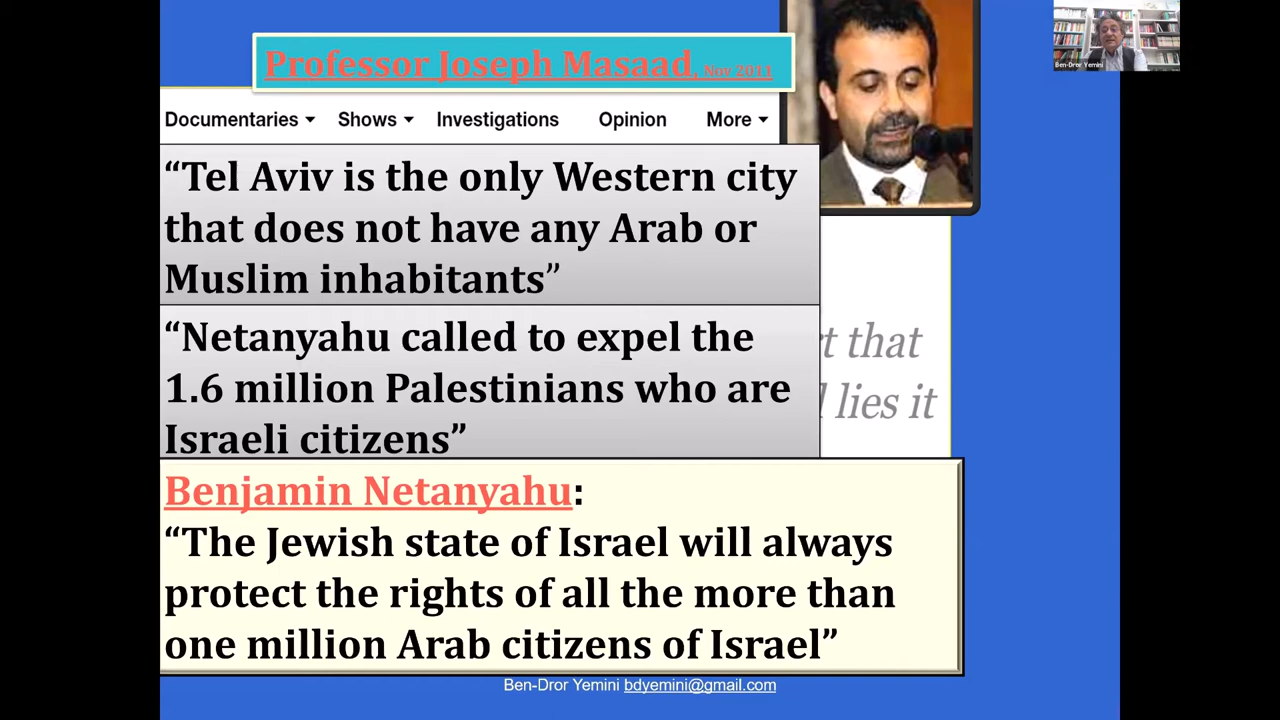 Professor Joseph Masaad, Nov 2011
Ben-Dror Yemini
Documentaries Shows Investigations Opinion More
“Tel Aviv is the only Western city
that does not have any Arab or
Muslim inhabitants”
“Netanyahu called to expel the
1.6 million Palestinians who are
Israeli citizens”
that
lies it
Benjamin Netanyahu:
“The Jewish state of Israel will always
protect the rights of all the more than
one million Arab citizens of Israel”
Ben-Dror Yemini bdyemini@gmail.com